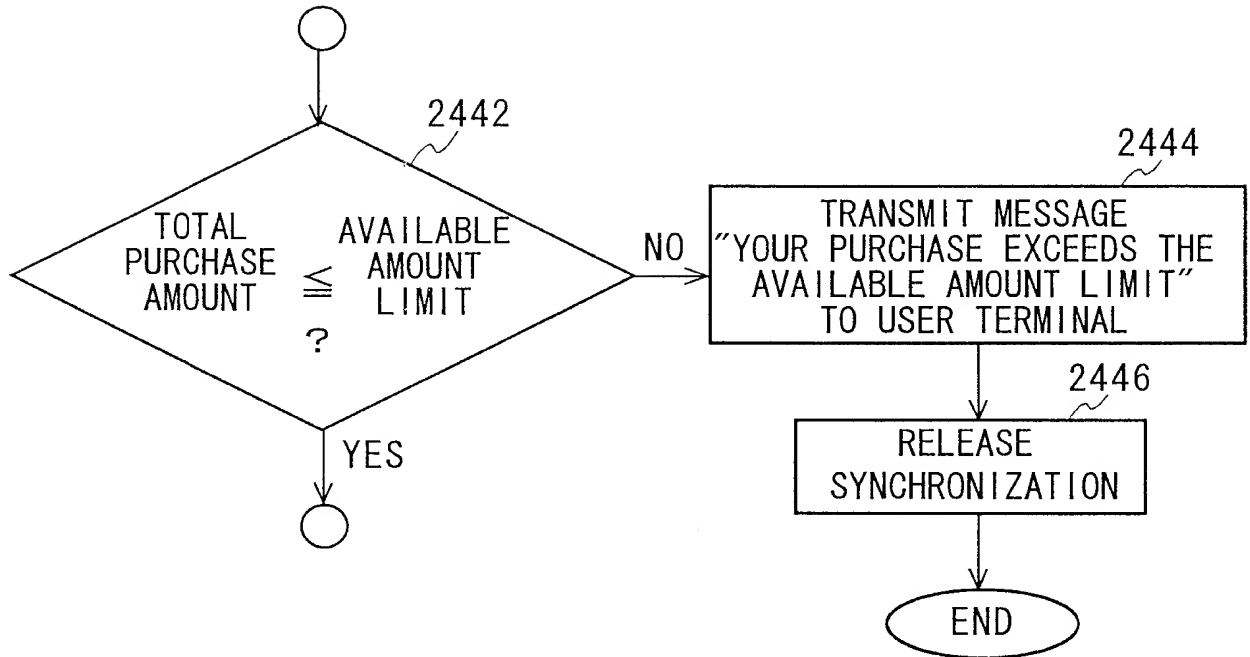 2442
TOTAL
PURCHASE
AMOUNT
≦
AVAILABLE
AMOUNT
LIMIT
?
NO
YES
2444
TRANSMIT MESSAGE
"YOUR PURCHASE EXCEEDS THE
AVAILABLE AMOUNT LIMIT"
TO USER TERMINAL
2446
RELEASE
SYNCHRONIZATION
END